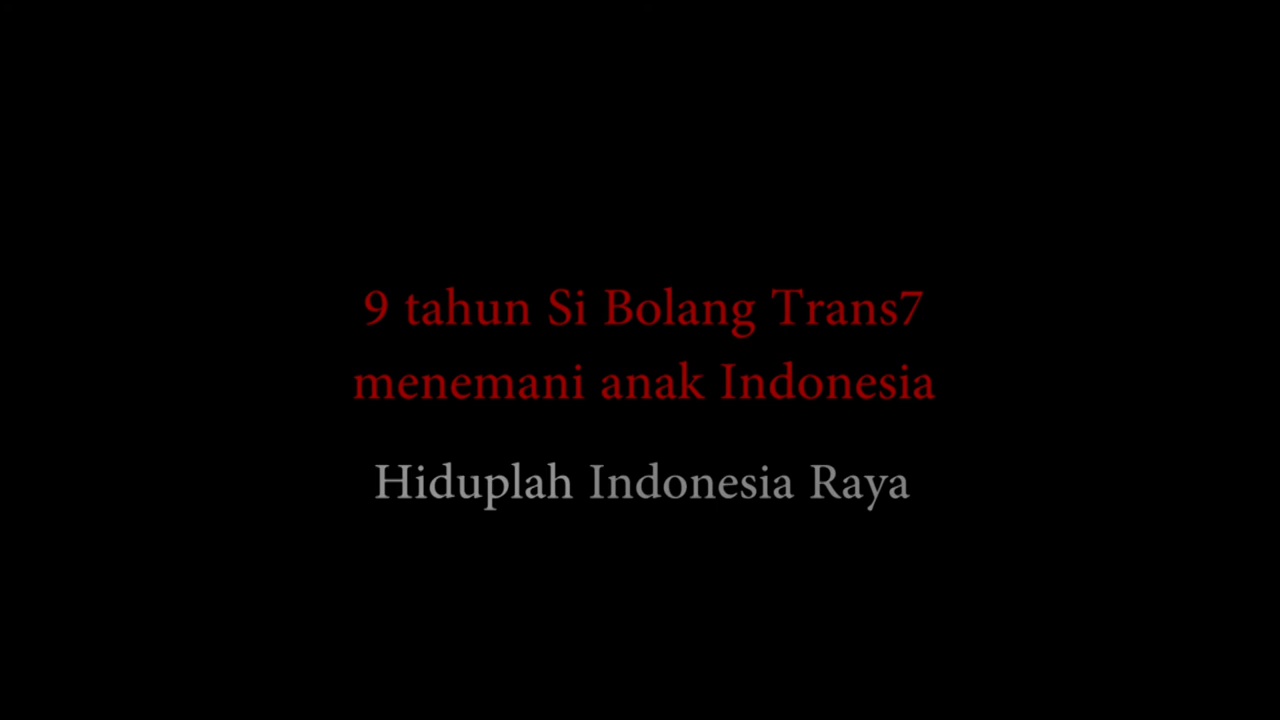 9 tahun Si Bolang Trans7
menemani anak Indonesia
Hiduplah Indonesia Raya